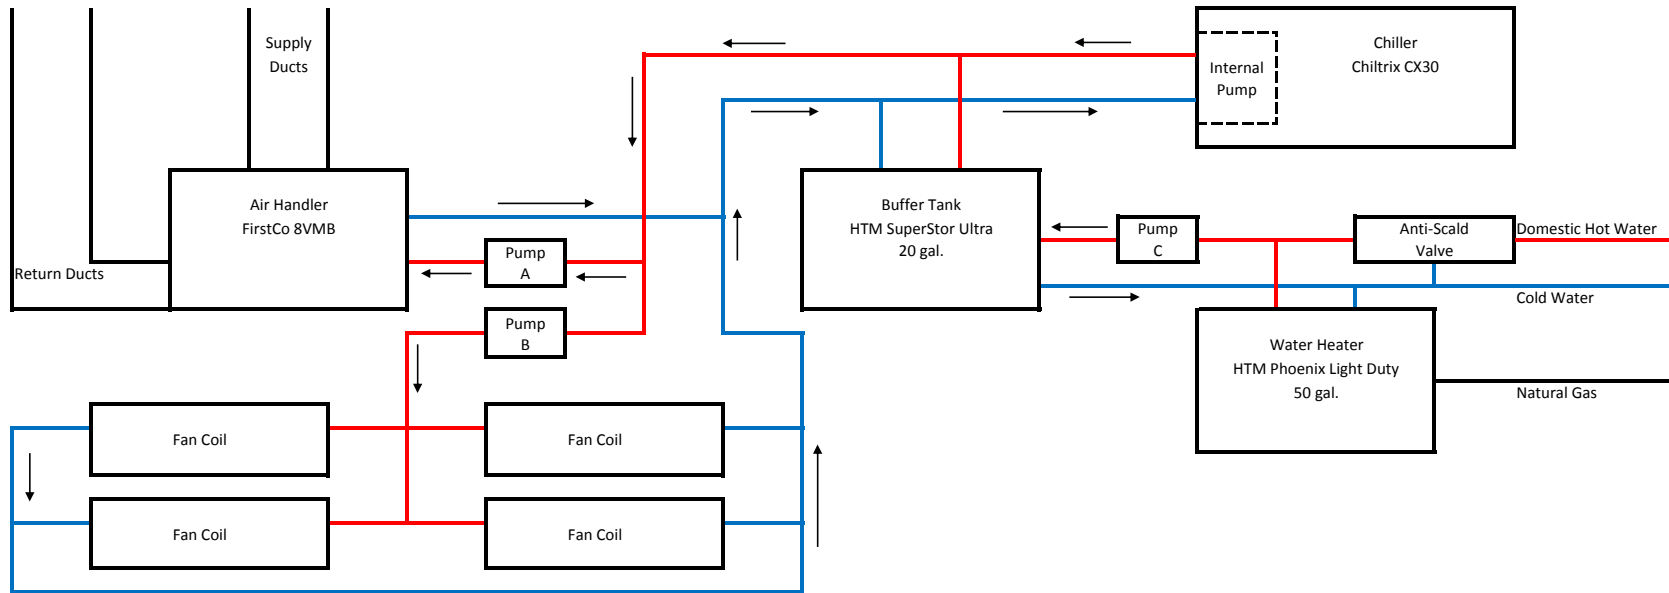 Supply
Ducts
Chiller
Chiltrix CX30
Internal
Pump
Air Handler
FirstCo 8VMB
Buffer Tank
HTM SuperStor Ultra
20 gal.
Pump
C
Anti-Scald
Valve
Domestic Hot Water
Return Ducts
Pump
A
Cold Water
Pump
B
Water Heater
HTM Phoenix Light Duty
50 gal.
Natural Gas
Fan Coil
Fan Coil
Fan Coil
Fan Coil